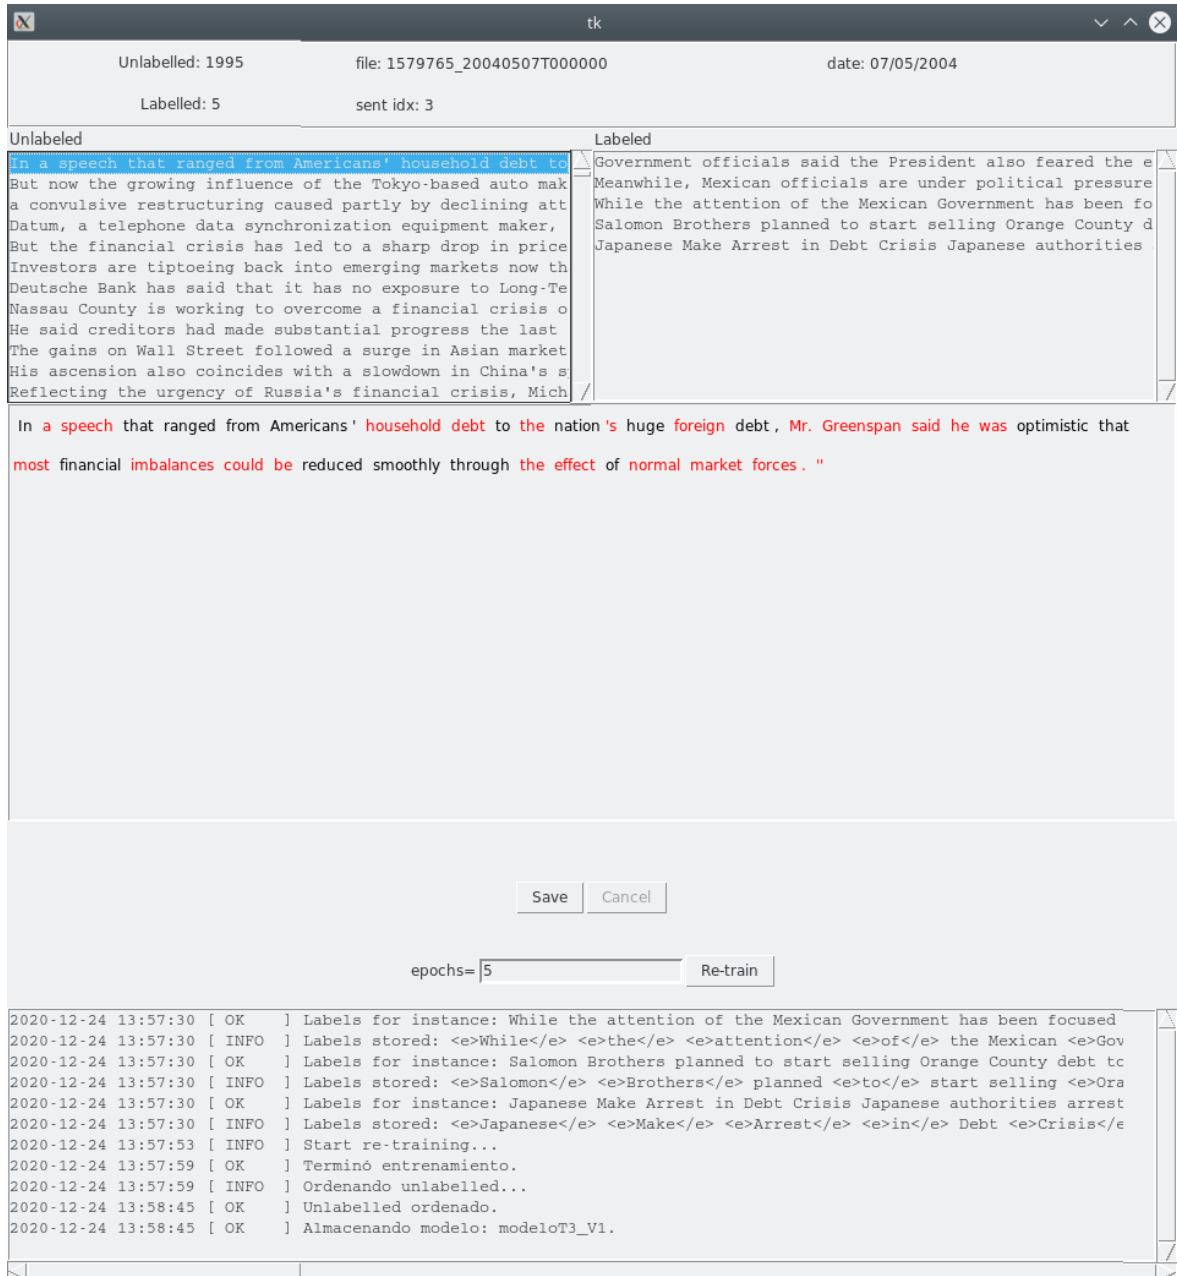 tk
Unlabelled: 1995
file: 1579765_20040507T000000
date: 07/05/2004
Labelled: 5
sent idx: 3
Unlabeled
In a speech that ranged from Americans' household debt to
But now the growing influence of the Tokyo-based auto mak
a convulsive restructuring caused partly by declining att
Datum, a telephone data synchronization equipment maker,
But the financial crisis has led to a sharp drop in price
Investors are tiptoeing back into emerging markets now th
Deutsche Bank has said that it has no exposure to Long-Te
Nassau County is working to overcome a financial crisis o
He said creditors had made substantial progress the last
The gains on Wall Street followed a surge in Asian market
His ascension also coincides with a slowdown in China's s
Reflecting the urgency of Russia's financial crisis, Mich
Labeled
Government officials said the President also feared the e
Meanwhile, Mexican officials are under political pressure
While the attention of the Mexican Government has been fo
Salomon Brothers planned to start selling Orange County d
Japanese Make Arrest in Debt Crisis Japanese authorities
In a speech that ranged from Americans ' household debt to the nation 's huge foreign debt , Mr. Greenspan said he was optimistic that
most financial imbalances could be reduced smoothly through the effect of normal market forces . ''
Save
Cancel
epochs= 5
Re-train
2020-12-24 13:57:30 [ OK ] Labels for instance: While the attention of the Mexican Government has been focused
2020-12-24 13:57:30 [ INFO ] Labels stored: <e>While</e> <e>the</e> <e>attention</e> <e>of</e> the Mexican <e>Gov
2020-12-24 13:57:30 [ OK ] Labels for instance: Salomon Brothers planned to start selling Orange County debt to
2020-12-24 13:57:30 [ INFO ] Labels stored: <e>Salomon</e> <e>Brothers</e> planned <e>to</e> start selling <e>Ora
2020-12-24 13:57:30 [ OK ] Labels for instance: Japanese Make Arrest in Debt Crisis Japanese authorities arrest
2020-12-24 13:57:30 [ INFO ] Labels stored: <e>Japanese</e> <e>Make</e> <e>Arrest</e> <e>in</e> Debt <e>Crisis</e
2020-12-24 13:57:53 [ INFO ] Start re-training...
2020-12-24 13:57:59 [ OK ] Terminó entrenamiento.
2020-12-24 13:57:59 [ INFO ] Ordenando unlabelled...
2020-12-24 13:58:45 [ OK ] Unlabelled ordenado.
2020-12-24 13:58:45 [ OK ] Almacenando modelo: modeloT3_V1.